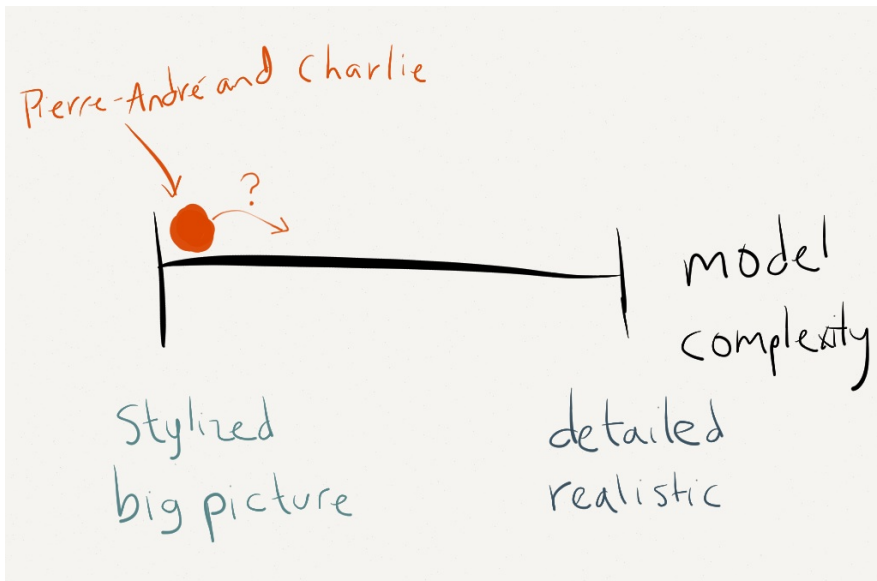 Pierre-André and Charlie
?
model
complexity
Stylized
big picture
detailed
realistic